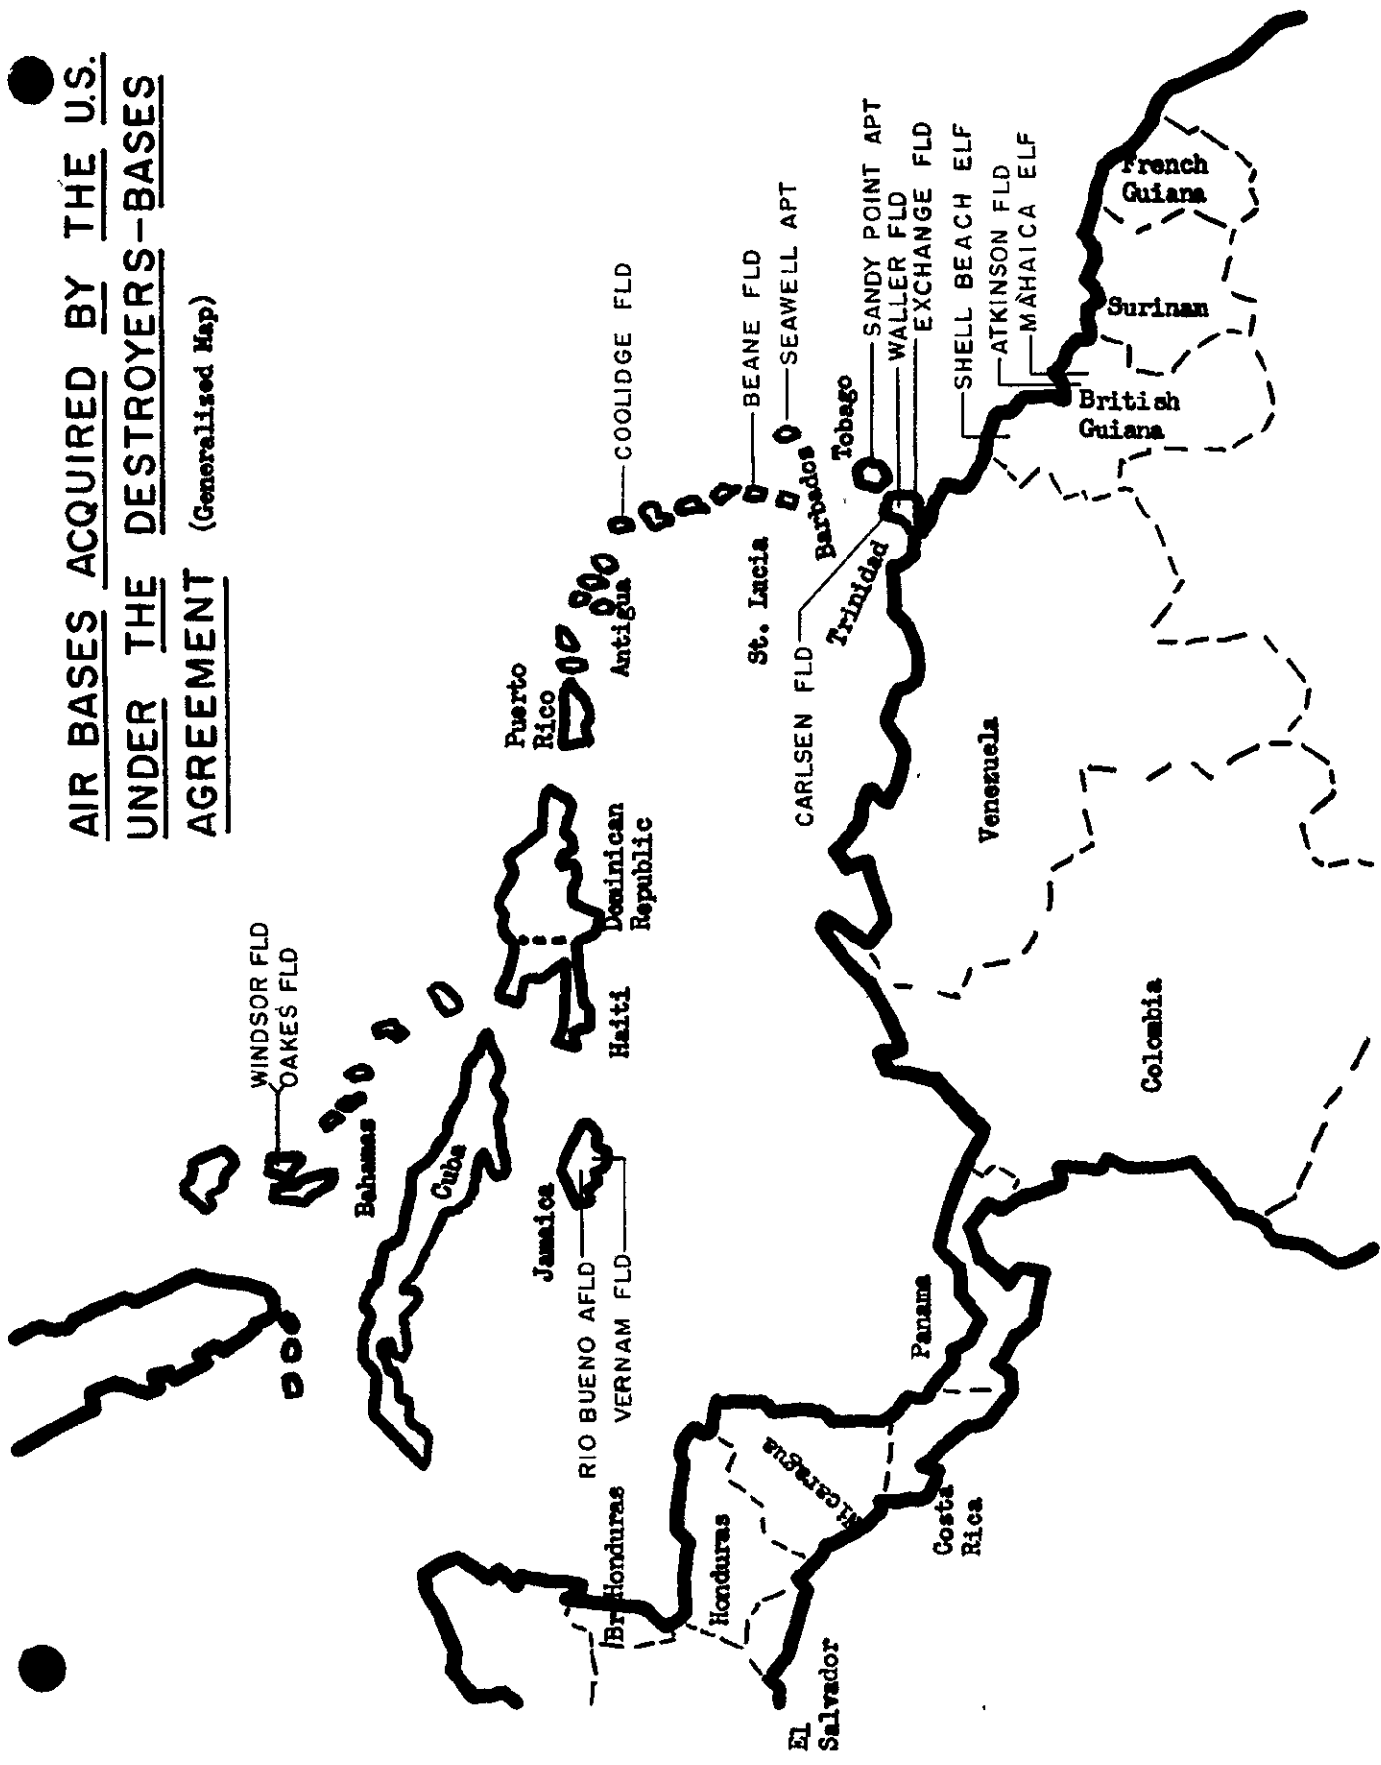 AIR BASES ACQUIRED BY THE U.S.
UNDER THE DESTROYERS-BASES
AGREEMENT (Generalized Map)
WINDSOR FLD
OAKES FLD
Bahamas
Cuba
Jamaica
RIO BUENO AFLD
VERNAM FLD
Haiti
Dominican
Republic
Puerto
Rico
Antigua
COOLIDGE FLD
St. Lucia
BEANE FLD
SEAWELL APT
Barbados
Tobago
SANDY POINT APT
WALLER FLD
EXCHANGE FLD
Trinidad
CARLSEN FLD
SHELL BEACH ELF
ATKINSON FLD
MAHAICA ELF
French
Guiana
Surinan
British
Guiana
Venezuela
Colombia
Panama
Costa
Rica
Nicaragua
Honduras
Br Honduras
El
Salvador